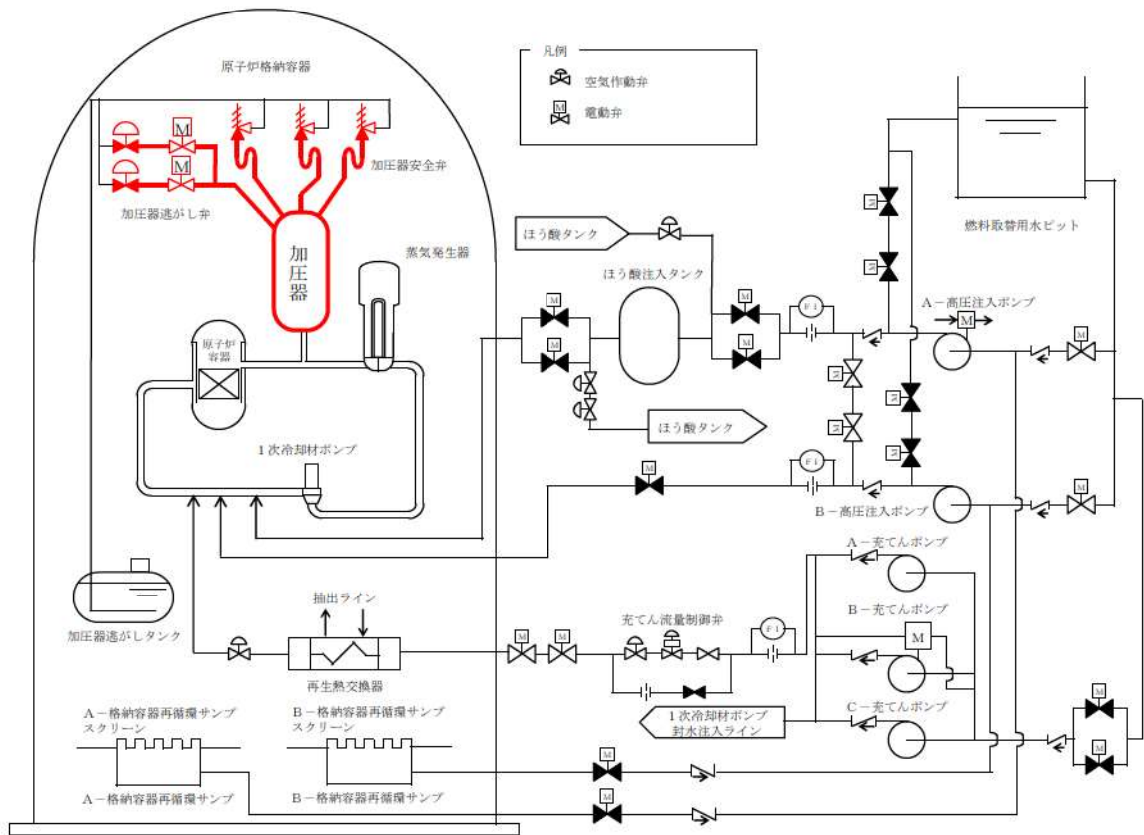 原子炉格納容器
凡例
空気作動弁
M
電動弁
M
M
加圧器安全弁
加圧器逃がし弁
加圧器
蒸気発生器
原子炉
容器
1次冷却材ポンプ
加圧器逃がしタンク
ほう酸タンク
ほう酸注入タンク
M
M
M
M
ほう酸タンク
F I
M
M
M
M
M
M
燃料取替用水ピット
A－高圧注入ポンプ
M
M
M
F I
B－高圧注入ポンプ
M
A－充てんポンプ
B－充てんポンプ
M
C－充てんポンプ
抽出ライン
再生熱交換器
M
M
充てん流量制御弁
F I
1次冷却材ポンプ
封水注入ライン
M
M
A－格納容器再循環サンプ
スクリーン
B－格納容器再循環サンプ
スクリーン
A－格納容器再循環サンプ
B－格納容器再循環サンプ
M
M